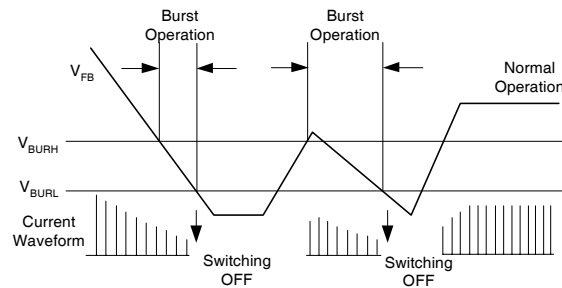 Burst
Operation
Burst
Operation
V_FB
Normal
Operation
V_BURH
V_BURL
Current
Waveform
Switching
OFF
Switching
OFF